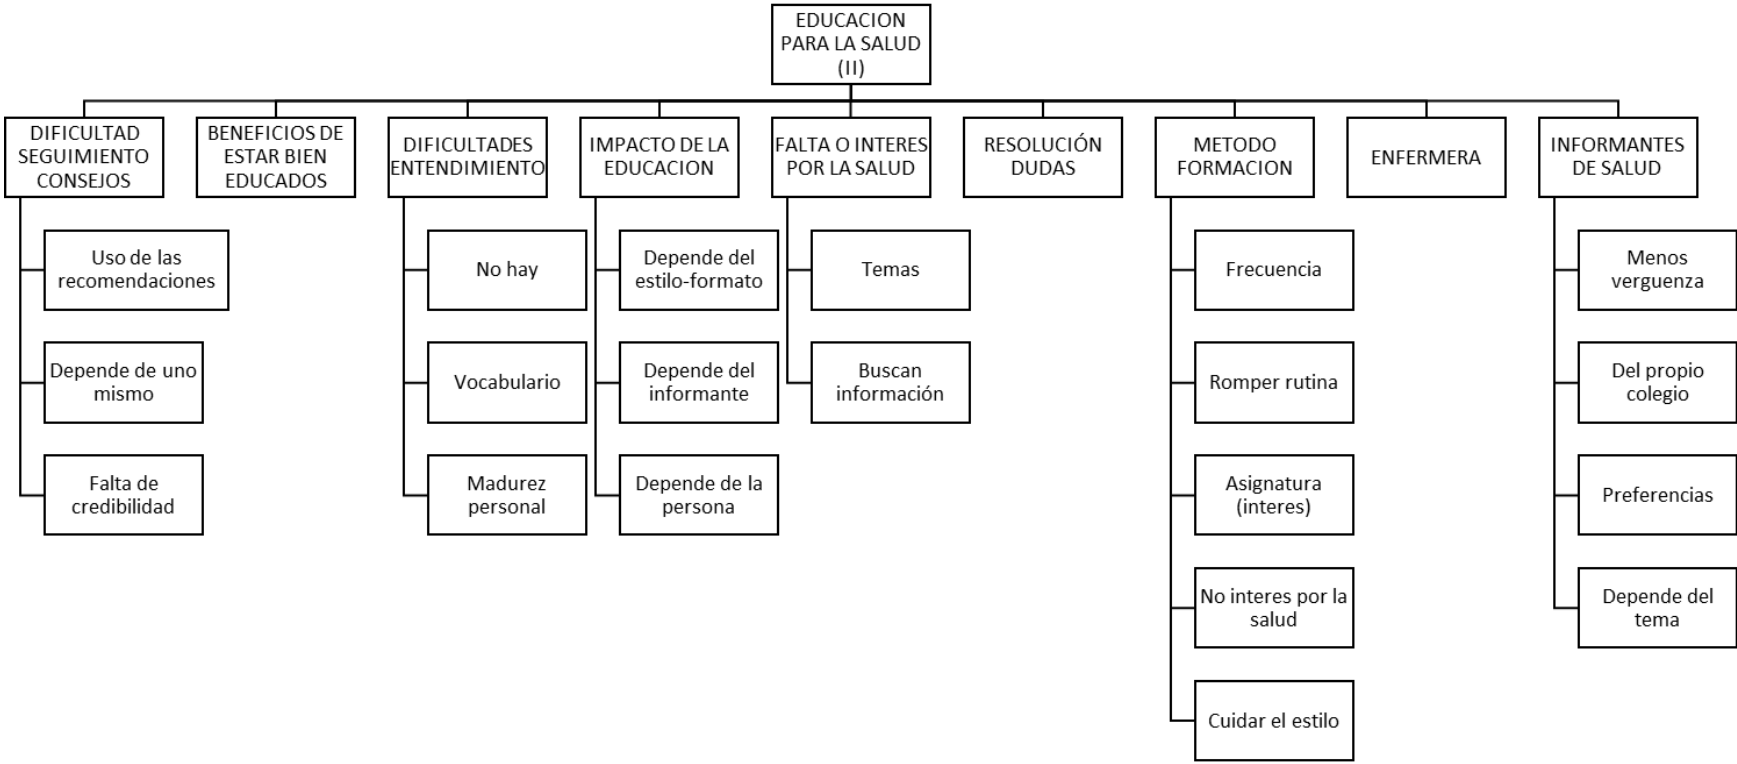 EDUCACION
PARA LA SALUD
(II)
DIFICULTAD
SEGUIMIENTO
CONSEJOS
BENEFICIOS DE
ESTAR BIEN
EDUCADOS
DIFICULTADES
ENTENDIMIENTO
IMPACTO DE LA
EDUCACION
FALTA O INTERES
POR LA SALUD
RESOLUCIÓN
DUDAS
METODO
FORMACION
ENFERMERA
INFORMANTES
DE SALUD
Uso de las
recomendaciones
Depende de uno
mismo
Falta de
credibilidad
No hay
Vocabulario
Madurez
personal
Depende del
estilo-formato
Depende del
informante
Depende de la
persona
Temas
Buscan
información
Frecuencia
Romper rutina
Asignatura
(interes)
No interes por la
salud
Cuidar el estilo
Menos
verguenza
Del propio
colegio
Preferencias
Depende del
tema